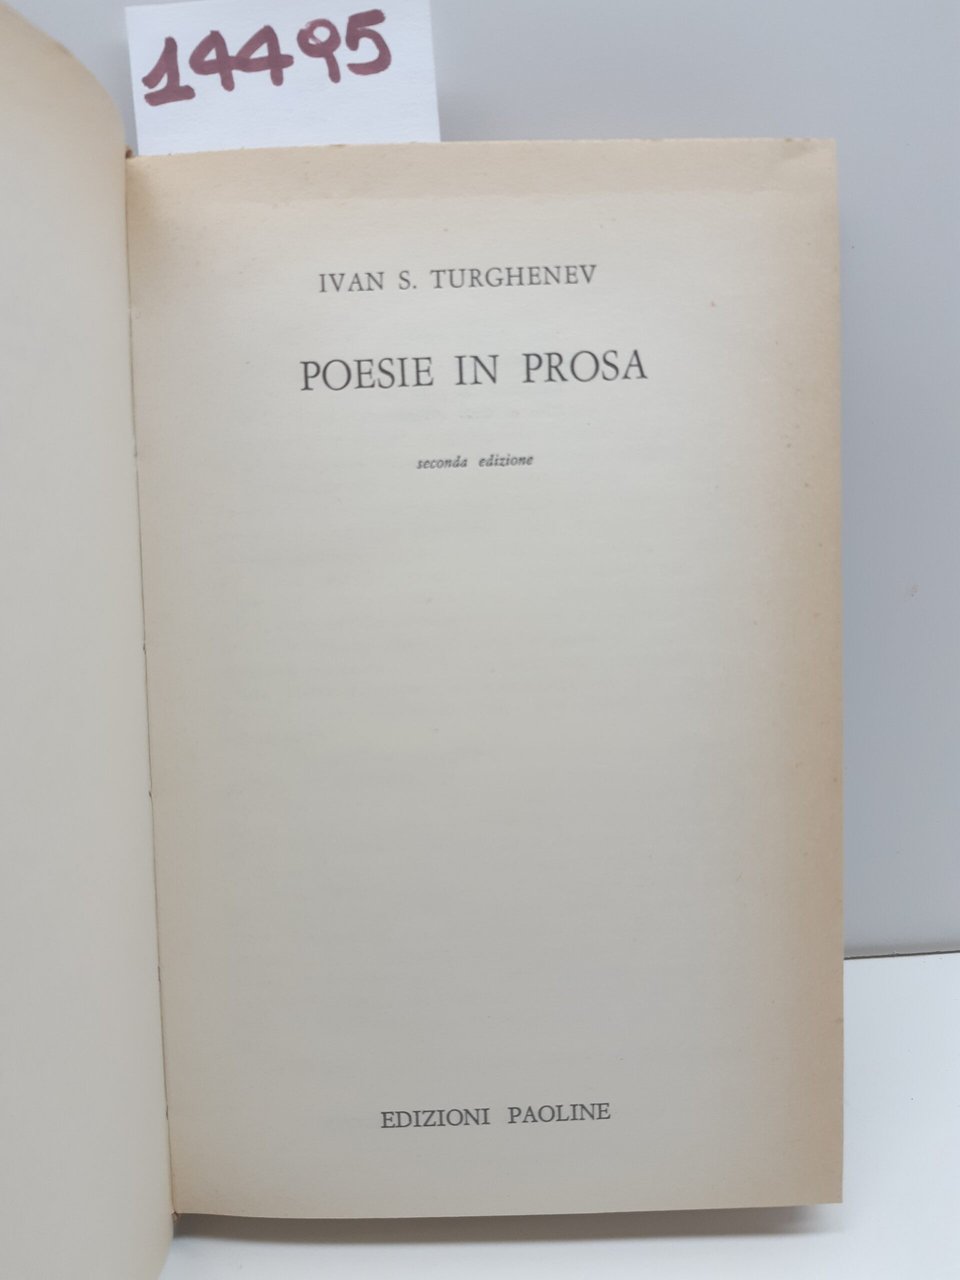 14495
IVAN S. TURGHENEV
POESIE IN PROSA
seconda edizione
EDIZIONI PAOLINE